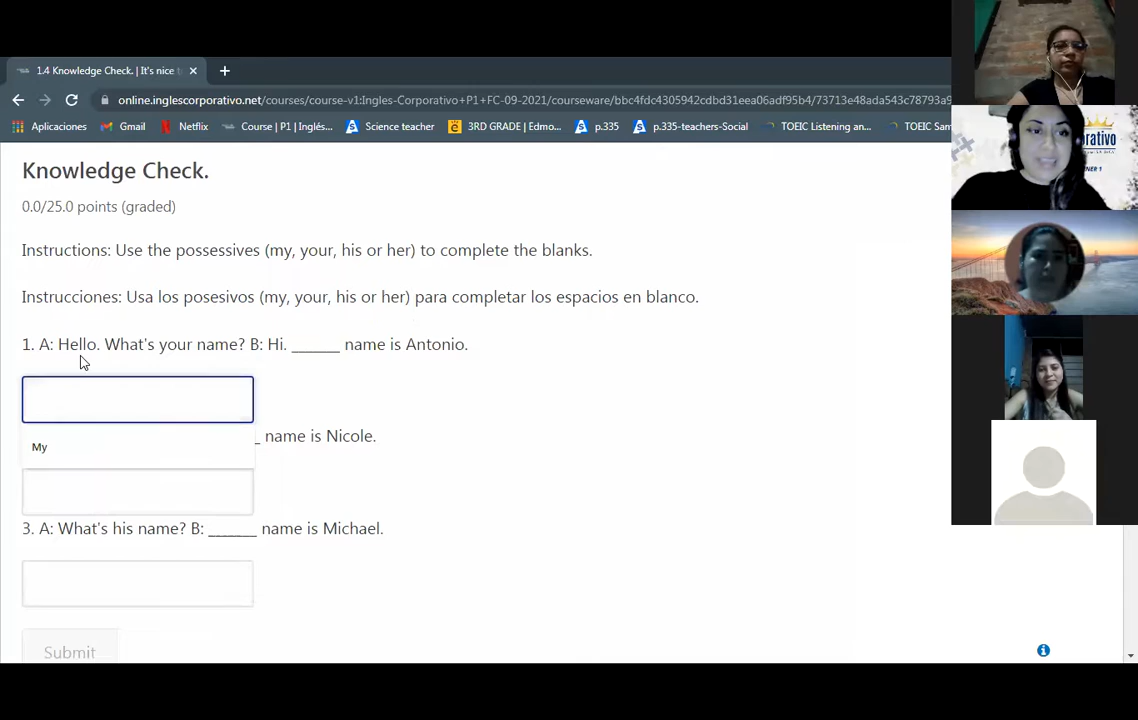 1.4 Knowledge Check. | It's nice t
online.inglescorporativo.net/courses/course-v1:Ingles-Corporativo+P1+FC-09-2021/courseware/bbc4fdc4305942cdbd31eea06adf95b4/73713e48ada543c78793a9
Aplicaciones Gmail Netflix Course | P1 | Inglés... Science teacher 3RD GRADE | Edmo... p.335 p.335-teachers-Social TOEIC Listening an... TOEIC Sam
Knowledge Check.
0.0/25.0 points (graded)
Instructions: Use the possessives (my, your, his or her) to complete the blanks.
Instrucciones: Usa los posesivos (my, your, his or her) para completar los espacios en blanco.
1. A: Hello. What's your name? B: Hi. ______ name is Antonio.
My
_ name is Nicole.
3. A: What's his name? B: ______ name is Michael.
Submit
orativo
NER 1